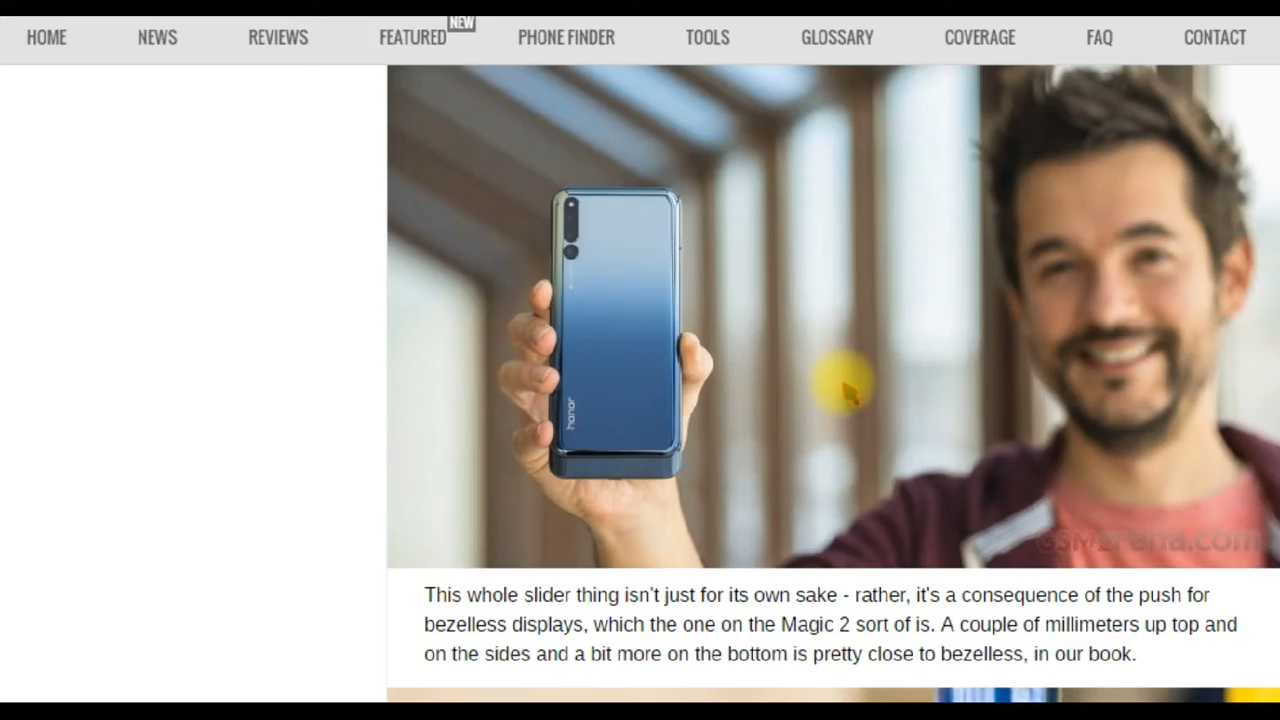 NEW
HOME NEWS REVIEWS FEATURED PHONE FINDER TOOLS GLOSSARY COVERAGE FAQ CONTACT
honor
GSMarena.com
This whole slider thing isn't just for its own sake - rather, it's a consequence of the push for
bezelless displays, which the one on the Magic 2 sort of is. A couple of millimeters up top and
on the sides and a bit more on the bottom is pretty close to bezelless, in our book.